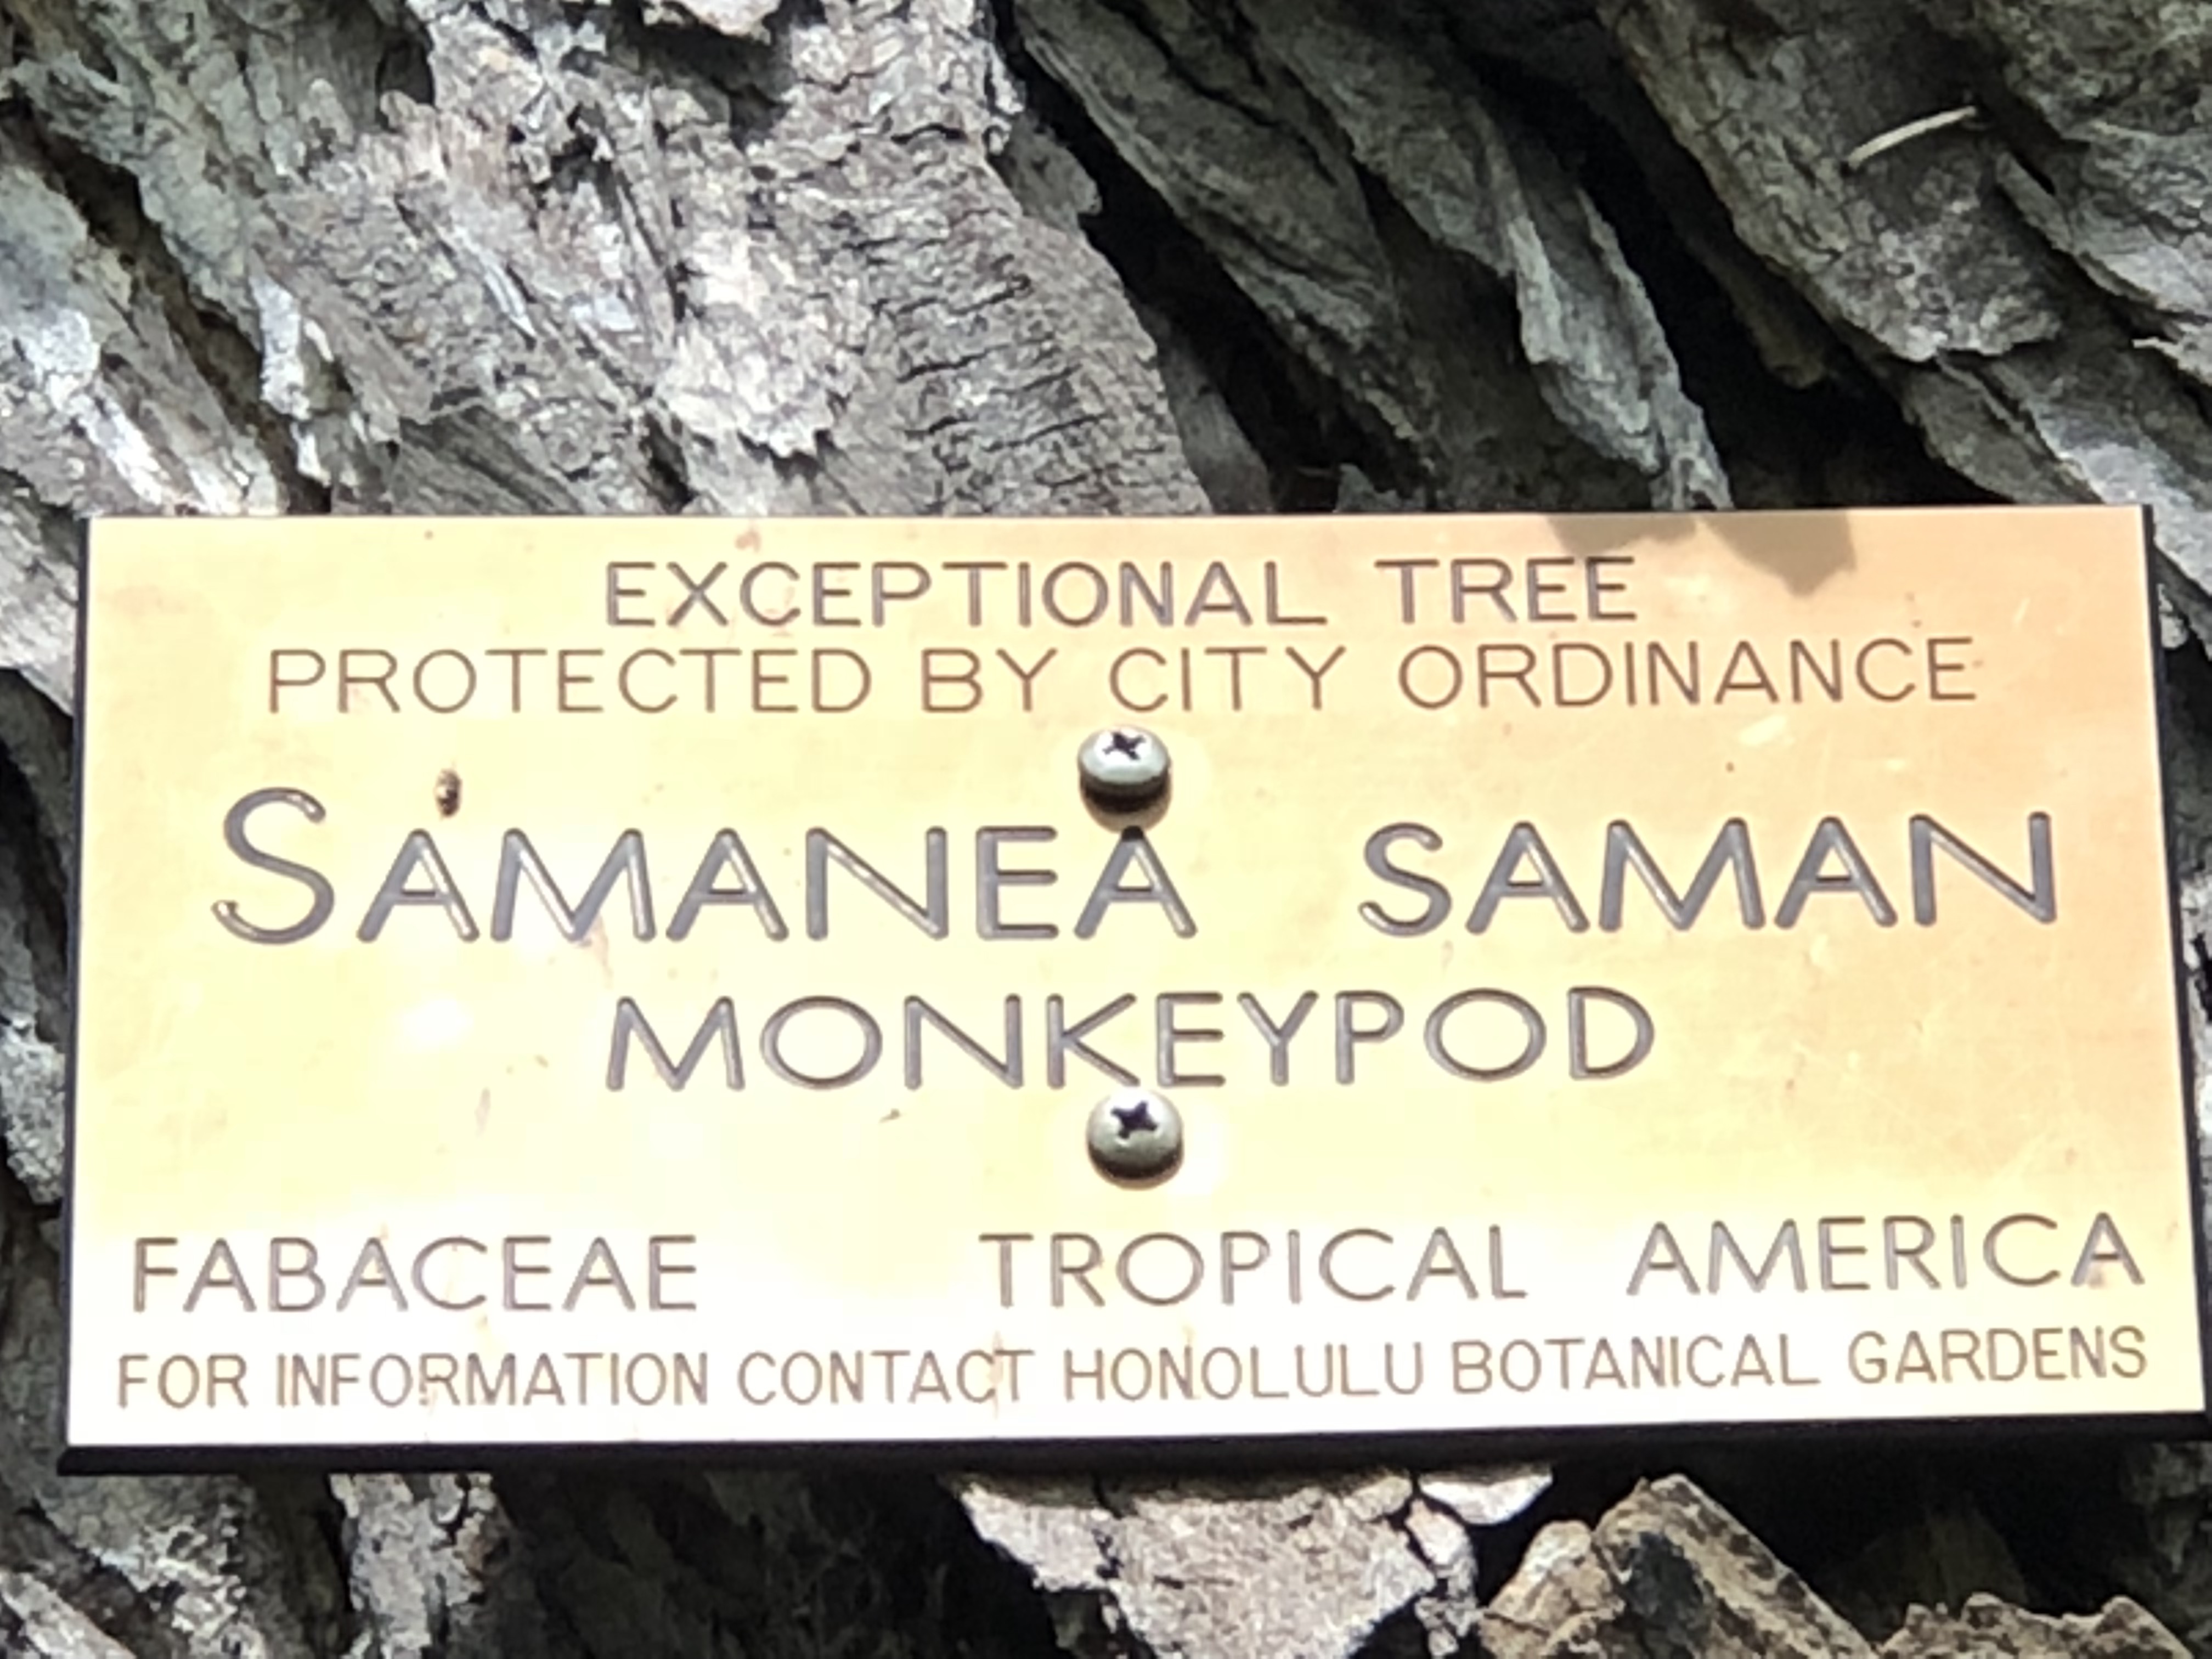 EXCEPTIONAL TREE
PROTECTED BY CITY ORDINANCE
SAMANEA SAMAN
MONKEYPOD
FABACEAE TROPICAL AMERICA
FOR INFORMATION CONTACT HONOLULU BOTANICAL GARDENS